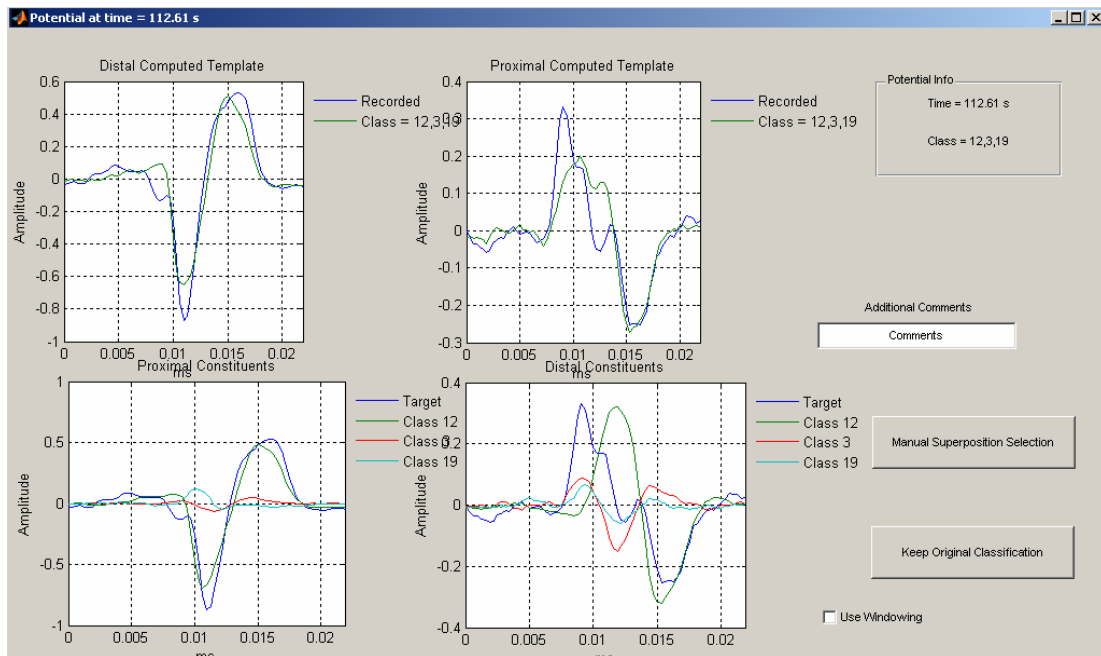 Potential at time = 112.61 s
Distal Computed Template
Amplitude
0.6
0.4
0.2
0
-0.2
-0.4
-0.6
-0.8
-1
0 0.005 0.01 0.015 0.02
ms
Recorded
Class = 12,3,19
Proximal Computed Template
Amplitude
0.4
0.3
0.2
0.1
0
-0.1
-0.2
-0.3
0 0.005 0.01 0.015 0.02
ms
Recorded
Class = 12,3,19
Potential Info
Time = 112.61 s
Class = 12,3,19
Additional Comments
Comments
Proximal Constituents
Amplitude
1
0.5
0
-0.5
-1
0 0.005 0.01 0.015 0.02
ms
Target
Class 12
Class 3
Class 19
Distal Constituents
Amplitude
0.4
0.2
0
-0.2
-0.4
0 0.005 0.01 0.015 0.02
ms
Target
Class 12
Class 3
Class 19
Manual Superposition Selection
Keep Original Classification
Use Windowing